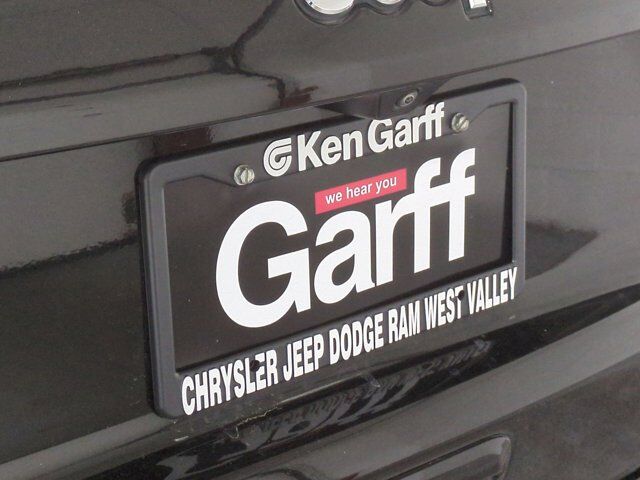 Ken Garff
we hear you
Garff
CHRYSLER JEEP DODGE RAM WEST VALLEY